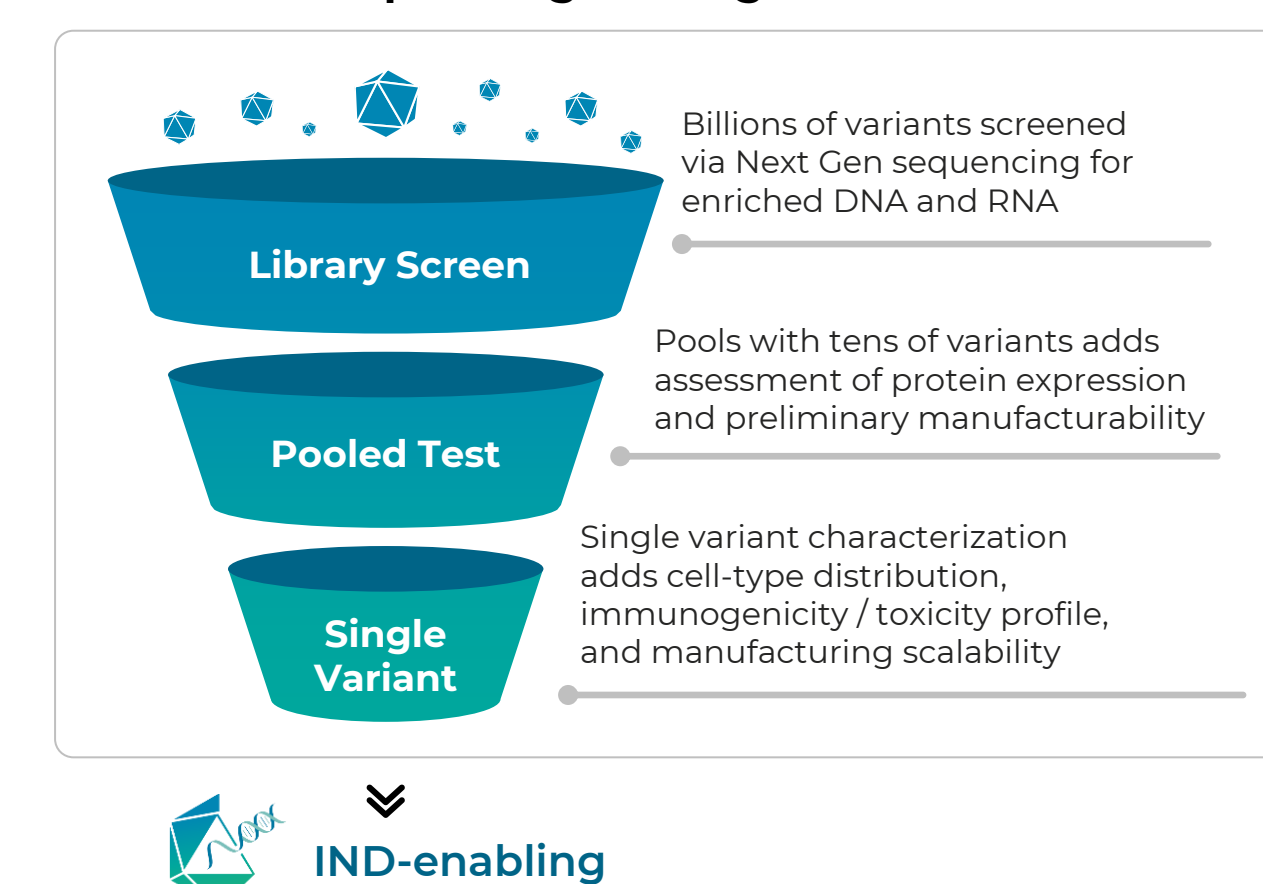 Billions of variants screened
via Next Gen sequencing for
enriched DNA and RNA
Library Screen
Pools with tens of variants adds
assessment of protein expression
and preliminary manufacturability
Pooled Test
Single variant characterization
adds cell-type distribution,
immunogenicity / toxicity profile,
and manufacturing scalability
Single
Variant
IND-enabling